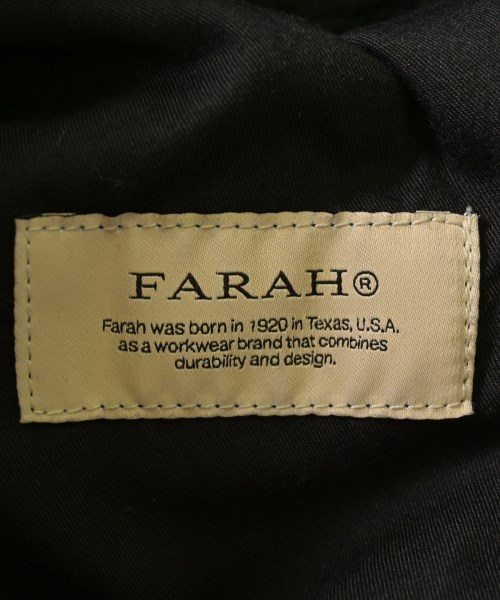 FARAH®
Farah was born in 1920 in Texas, U.S.A.
as a workwear brand that combines
durability and design.